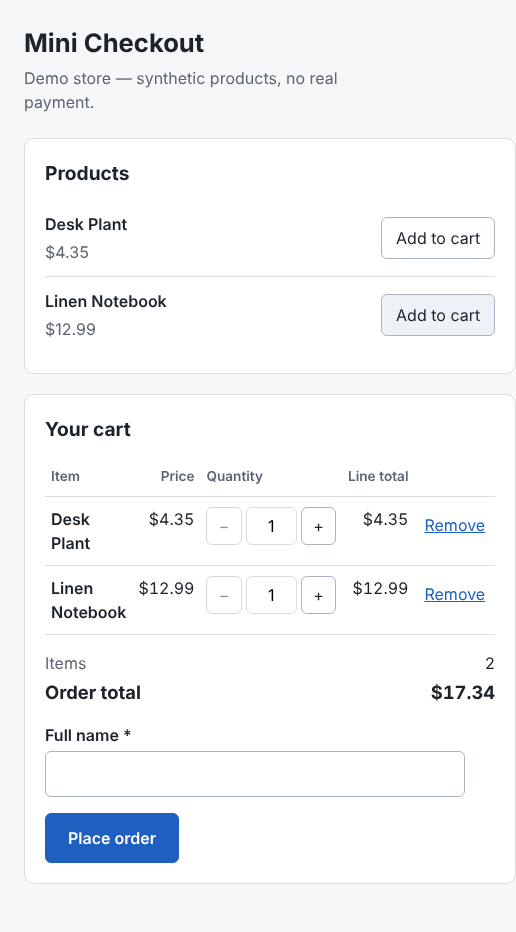 Mini Checkout
Demo store — synthetic products, no real
payment.
Products
Desk Plant
$4.35
Add to cart
Linen Notebook
$12.99
Add to cart
Your cart
Item Price Quantity Line total
Desk $4.35 − 1 + $4.35 Remove
Plant
Linen $12.99 − 1 + $12.99 Remove
Notebook
Items 2
Order total $17.34
Full name *
Place order